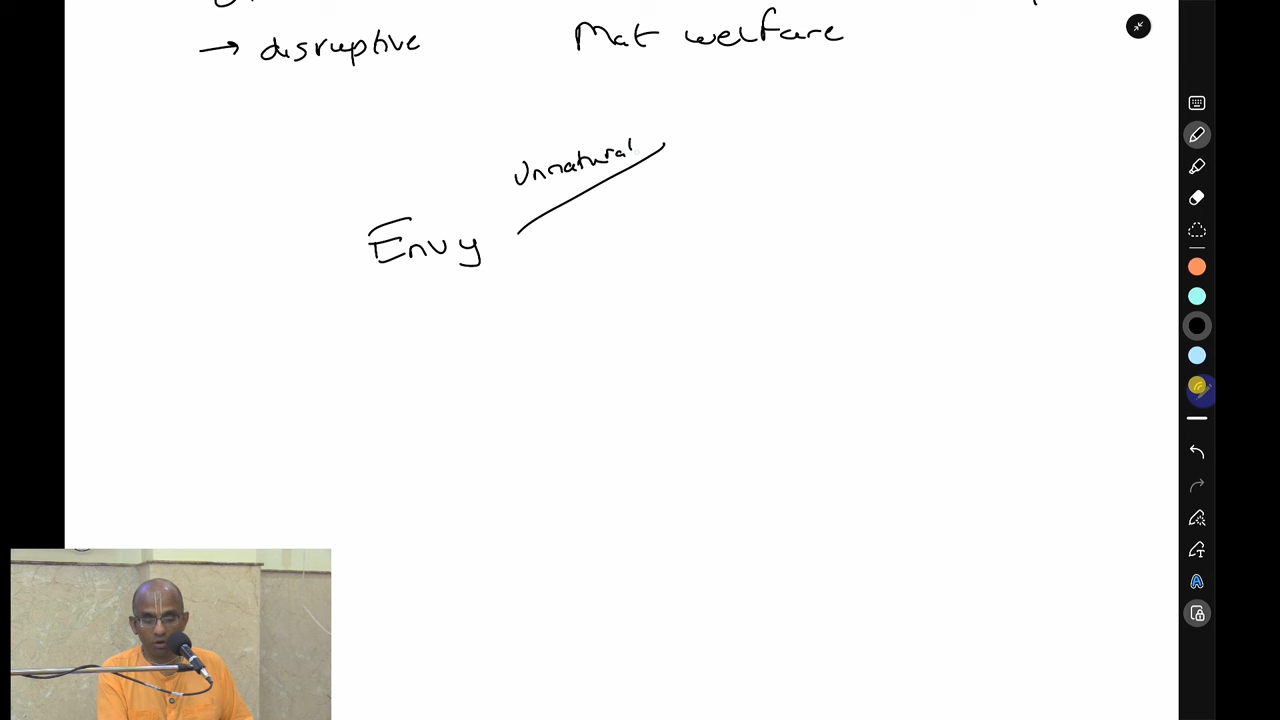 → disruptive
Mat welfare
Unnatural
Envy